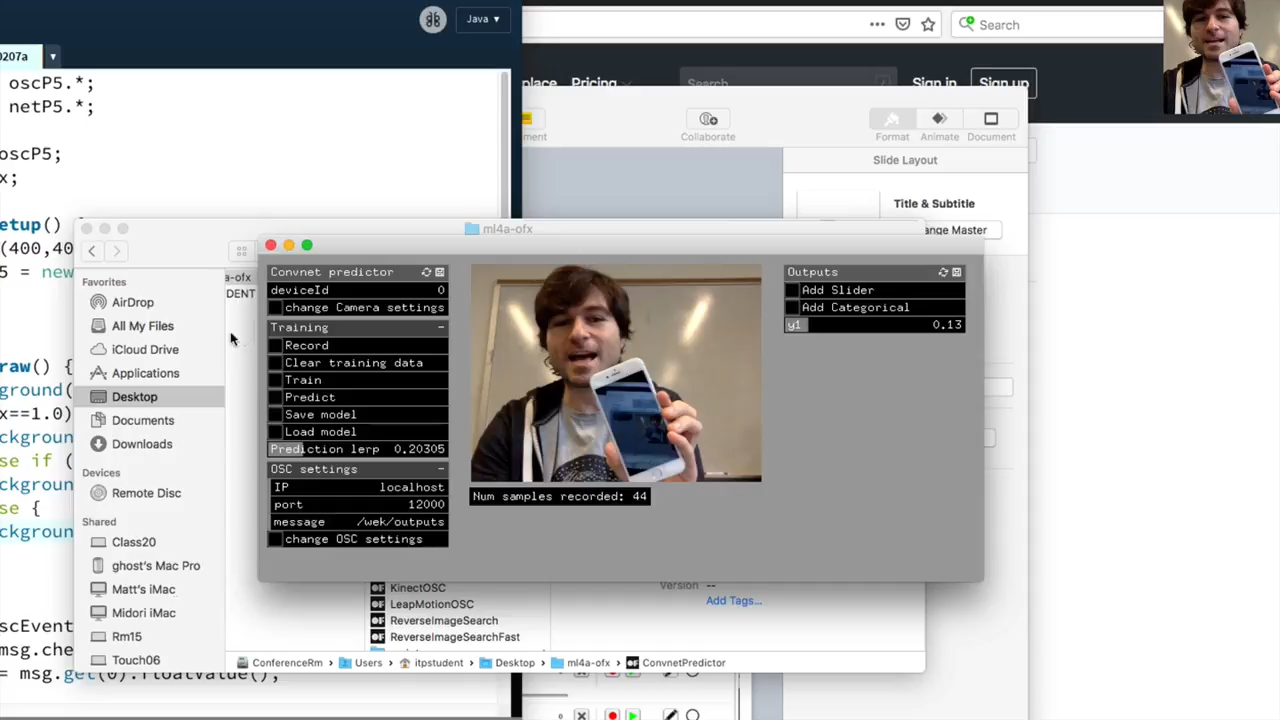 Java ▾
Search
0207a
▾
oscP5.*;
netP5.*;
oscP5;
x;
etup() {
(400,40
5 = new
raw() {
ground(
x==1.0)
ckgroun
se if (
ckgroun
se {
ckgroun
scEvent
msg.che
= msg.get(0).floatValue();
place
Pricing
Search
/
Sign in
Sign up
ment
Collaborate
Format
Animate
Document
Slide Layout
Title & Subtitle
ange Master
ml4a-ofx
a-ofx
DENT
Favorites
AirDrop
All My Files
iCloud Drive
Applications
Desktop
Documents
Downloads
Devices
Remote Disc
Shared
Class20
ghost's Mac Pro
Matt's iMac
Midori iMac
Rm15
Touch06
Convnet predictor
deviceId 0
change Camera settings
Training -
Record
Clear training data
Train
Predict
Save model
Load model
Prediction lerp 0.20305
OSC settings -
IP localhost
port 12000
message /wek/outputs
change OSC settings
Num samples recorded: 44
Outputs
Add Slider
Add Categorical
y1 0.13
KinectOSC
LeapMotionOSC
ReverseImageSearch
ReverseImageSearchFast
Version --
Add Tags...
ConferenceRm › Users › itpstudent › Desktop › ml4a-ofx › ConvnetPredictor